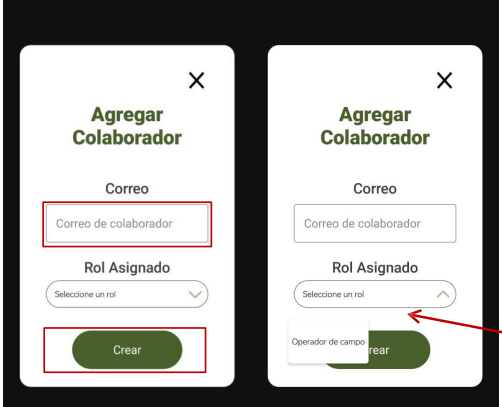 Agregar
Colaborador
Correo
Correo de colaborador
Rol Asignado
Seleccione un rol
Crear
Agregar
Colaborador
Correo
Correo de colaborador
Rol Asignado
Seleccione un rol
Operador de campo
rear